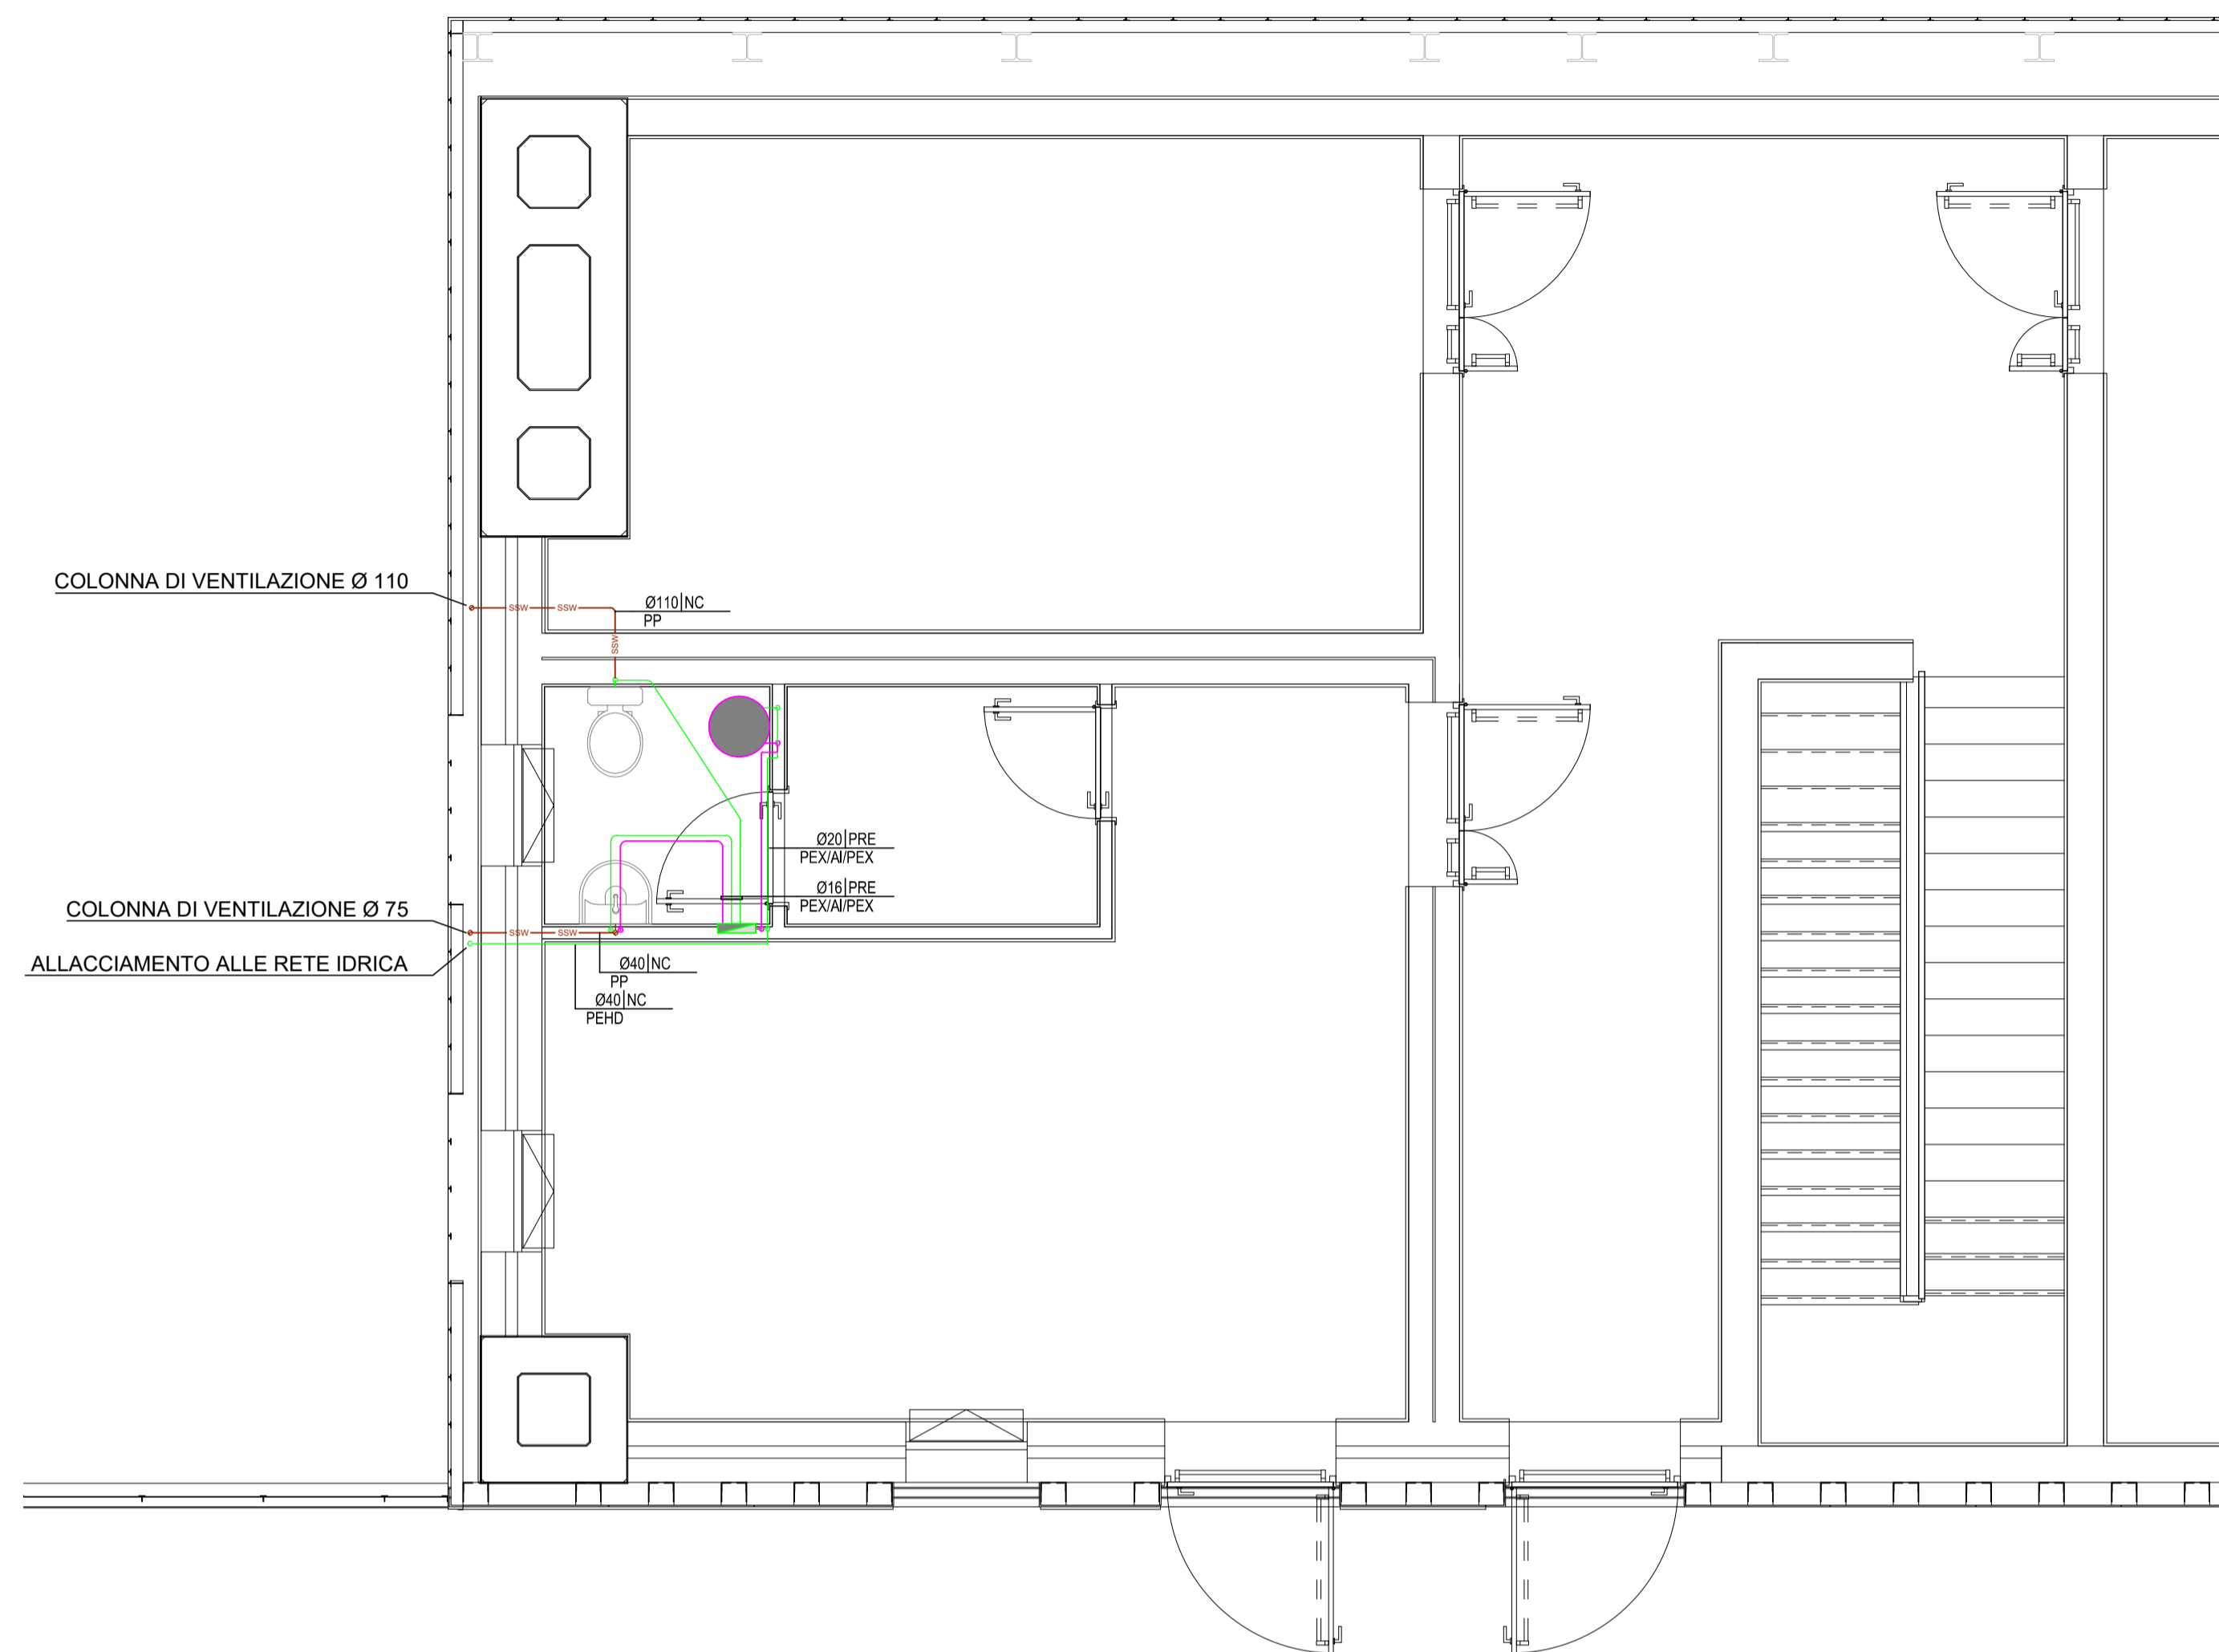 COLONNA DI VENTILAZIONE Ø 110
SSW
SSW
Ø110|NC
PP
SSW
Ø20|PRE
PEX/Al/PEX
Ø16|PRE
PEX/Al/PEX
COLONNA DI VENTILAZIONE Ø 75
SSW
SSW
ALLACCIAMENTO ALLE RETE IDRICA
Ø40|NC
PP
Ø40|NC
PEHD